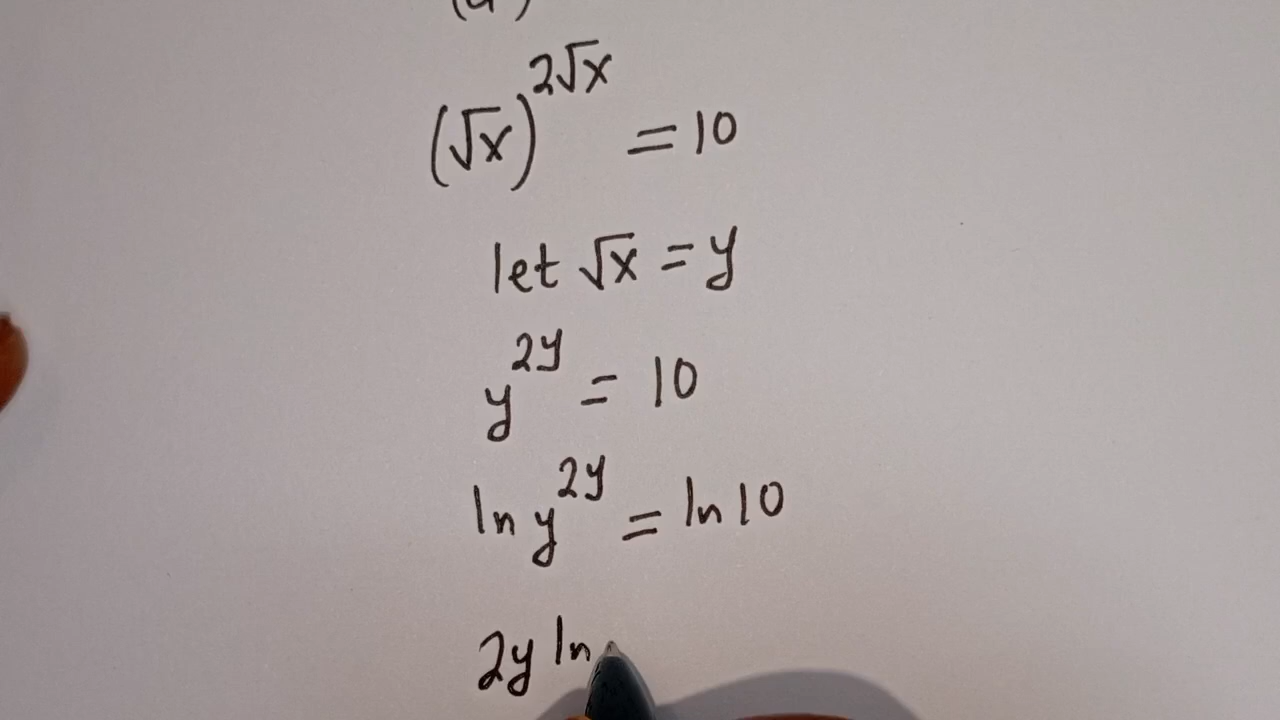 (√x)^{2√x} = 10
let √x = y
y^{2y} = 10
ln y^{2y} = ln 10
2y ln